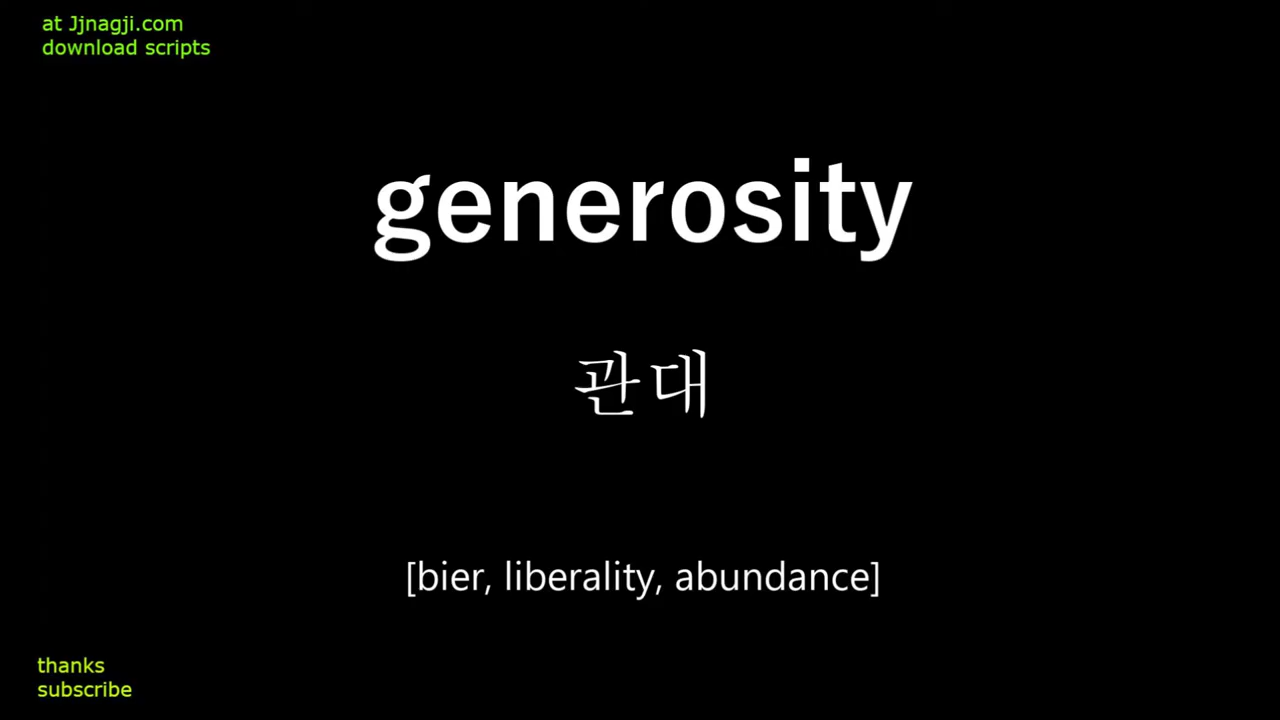 at Jjnagji.com
download scripts
generosity
관대
[bier, liberality, abundance]
thanks
subscribe